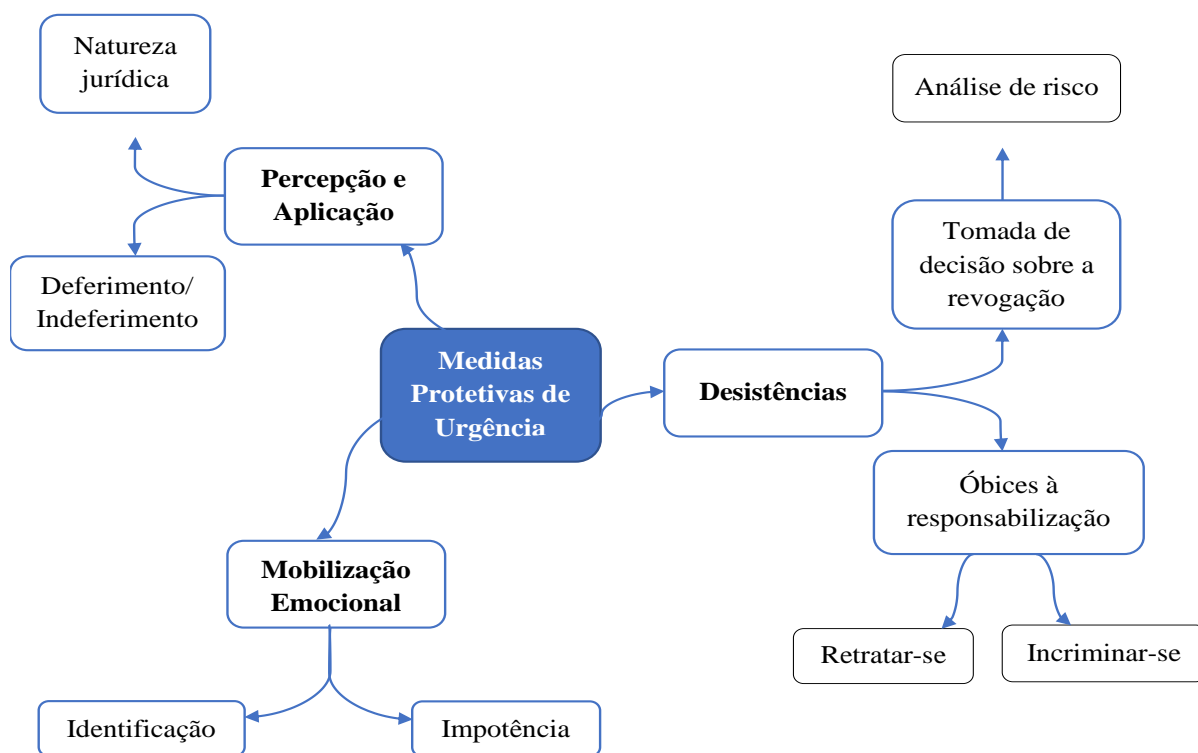 Natureza
jurídica
Análise de risco
Percepção e
Aplicação
Tomada de
decisão sobre a
revogação
Deferimento/
Indeferimento
Medidas
Protetivas de
Urgência
Desistências
Óbices à
responsabilização
Mobilização
Emocional
Retratar-se
Incriminar-se
Identificação
Impotência